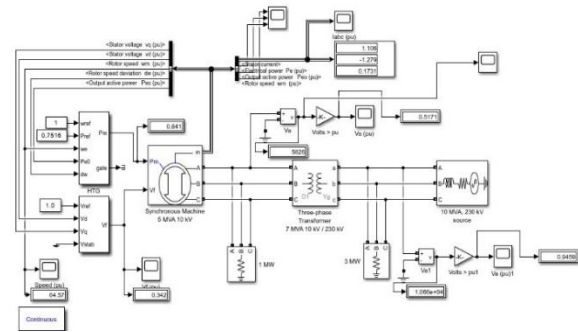 <Stator voltage vq (pu)>
<Stator voltage vd (pu)>
<Rotor speed wm (pu)>
<Rotor speed deviation dw (pu)>
<Output active power Peo (pu)>
<Stator current>
<Electrical power Pe (pu)>
<Output active power Peo (pu)>
<Rotor speed wm (pu)>
Iabc (pu)
1.106
-1.279
0.1731
1
0.7516
wref
Pref
we
Pe0
dw
Pm
gate
HTG
0.841
Pm
Vf
m
A
B
C
Synchronous Machine
5 MVA 10 kV
1.0
Vref
Vd
Vq
Vstab
Vf
Speed (pu)
64.57
0.342
Continuous
Va
Volts > pu
Va (pu)
0.5171
5626
A
B
C
Three-phase
Transformer
7 MVA 10 kV / 230 kV
A
B
C
10 MVA, 230 kV
source
A B C
1 MW
A B C
3 MW
Va1
Volts > pu1
Va (pu)1
1.066e+04